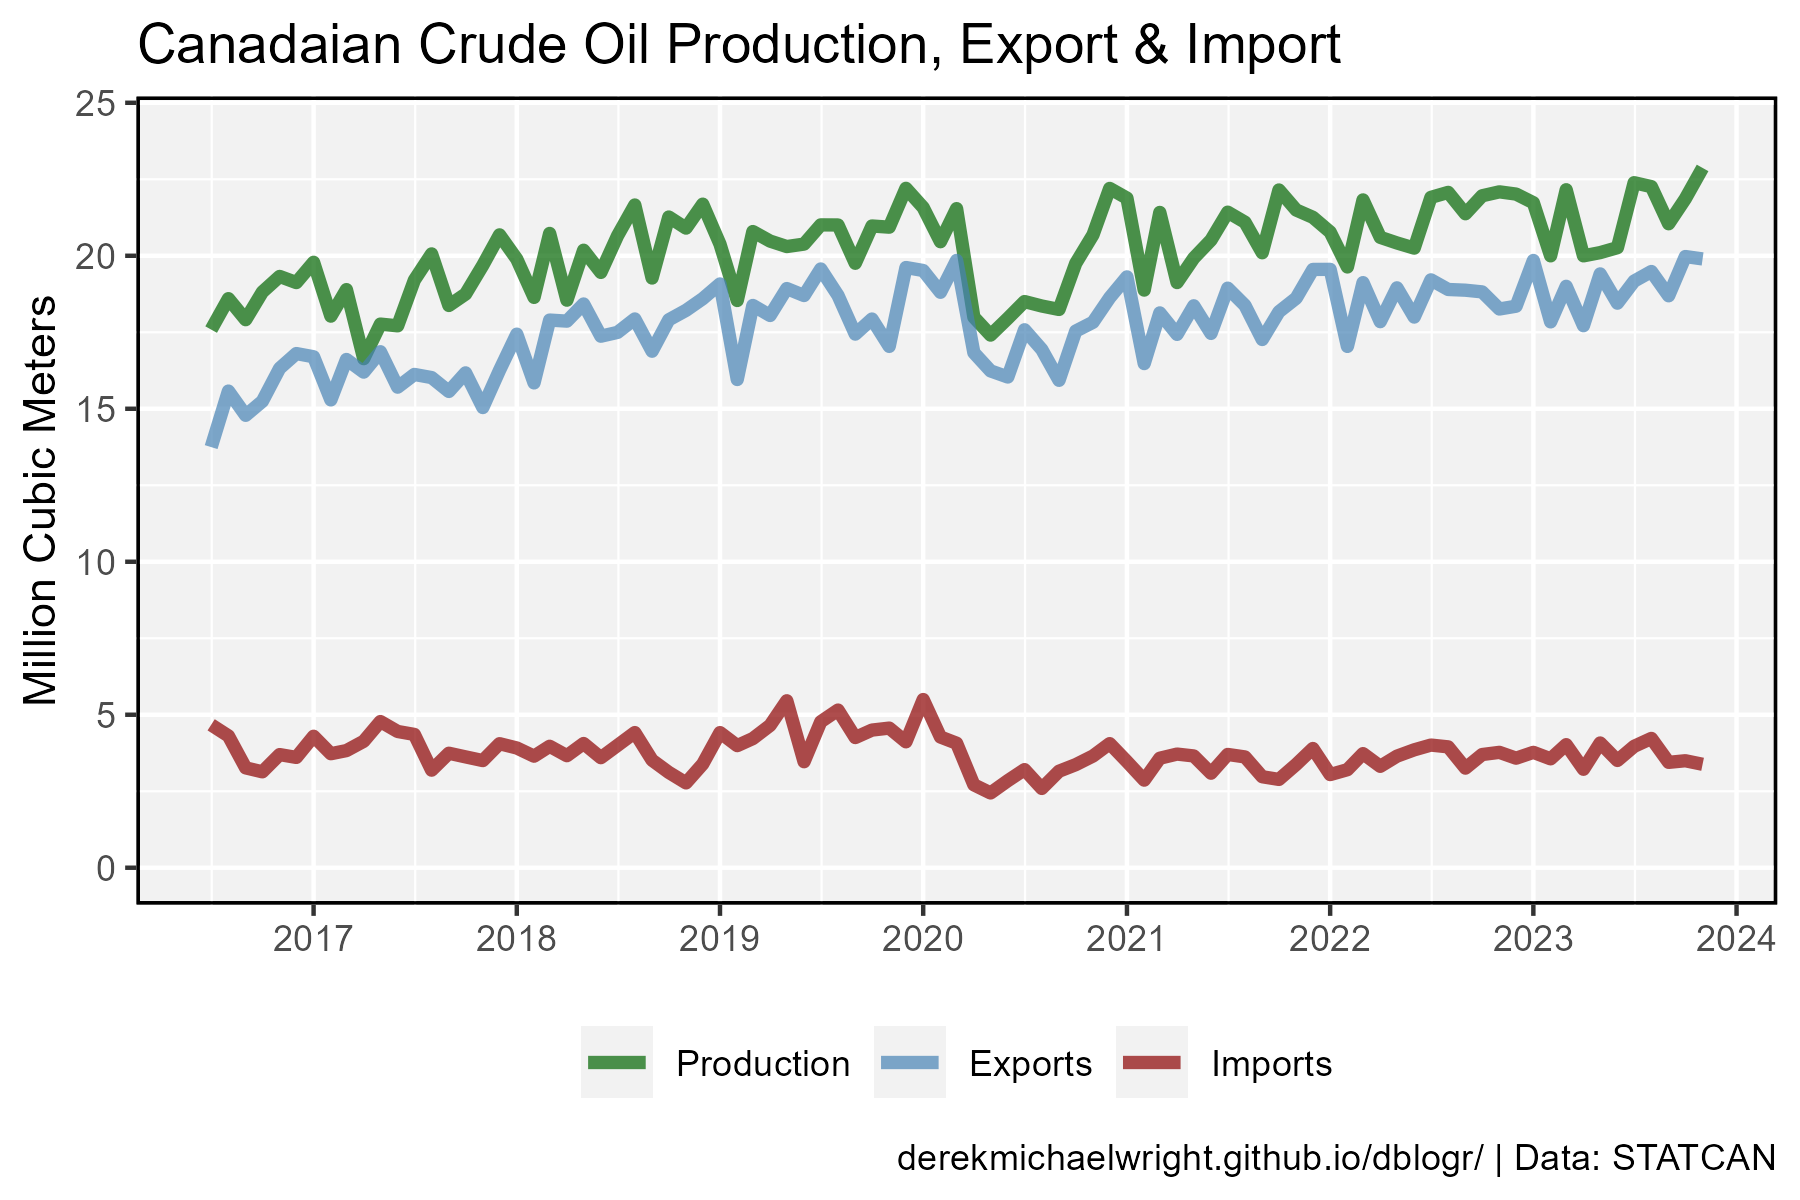 Canadaian Crude Oil Production, Export & Import
Million Cubic Meters
25
20
15
10
5
0
2017 2018 2019 2020 2021 2022 2023 2024
Production Exports Imports
derekmichaelwright.github.io/dblogr/ | Data: STATCAN